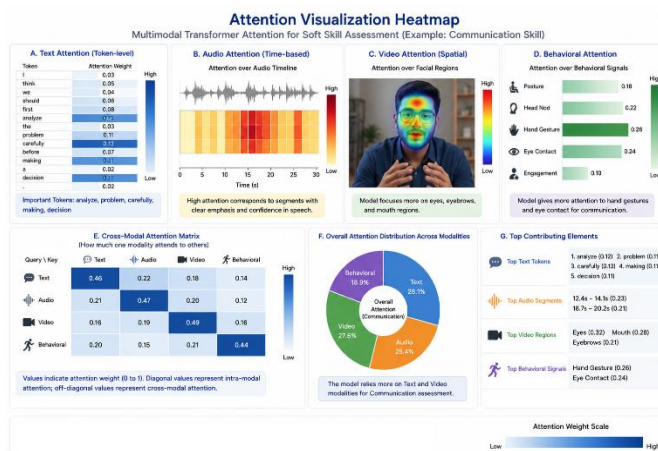 Attention Visualization Heatmap
Multimodal Transformer Attention for Soft Skill Assessment (Example: Communication Skill)
A. Text Attention (Token-level)
Token Attention Weight
I 0.03
think 0.05
we 0.04
should 0.06
first 0.08
analyze
the 0.03
problem 0.11
carefully 0.13
before 0.07
making
a 0.02
decision
. 0.02
High
Low
Important Tokens: analyze, problem, carefully,
making, decision
B. Audio Attention (Time-based)
Attention over Audio Timeline
High
Low
0 5 10 15 20 25 30
Time (s)
High attention corresponds to segments with
clear emphasis and confidence in speech.
C. Video Attention (Spatial)
Attention over Facial Regions
High
Low
Model focuses more on eyes, eyebrows,
and mouth regions.
D. Behavioral Attention
Attention over Behavioral Signals
Posture 0.18
Head Nod 0.22
Hand Gesture 0.26
Eye Contact 0.24
Engagement 0.10
High
Low
Model gives more attention to hand gestures
and eye contact for communication.
E. Cross-Modal Attention Matrix
(How much one modality attends to others)
Query \ Key Text Audio Video Behavioral
Text 0.46 0.22 0.18 0.14
Audio 0.21 0.47 0.20 0.12
Video 0.16 0.19 0.49 0.16
Behavioral 0.20 0.15 0.21 0.44
High
Low
Values indicate attention weight (0 to 1). Diagonal values represent intra-modal
attention; off-diagonal values represent cross-modal attention.
F. Overall Attention Distribution Across Modalities
Behavioral
18.9%
Text
28.1%
Overall
Attention
(Communication)
Video
27.6%
Audio
25.4%
The model relies more on Text and Video
modalities for Communication assessment.
G. Top Contributing Elements
Top Text Tokens
1. analyze (0.12) 2. problem (0.11
3. carefully (0.13) 4. making (0.11
5. decision (0.11)
Top Audio Segments
12.4s – 14.1s (0.23)
18.7s – 20.2s (0.21)
Top Video Regions
Eyes (0.32) Mouth (0.28)
Eyebrows (0.21)
Top Behavioral Signals
Hand Gesture (0.26)
Eye Contact (0.24)
Attention Weight Scale
Low
High